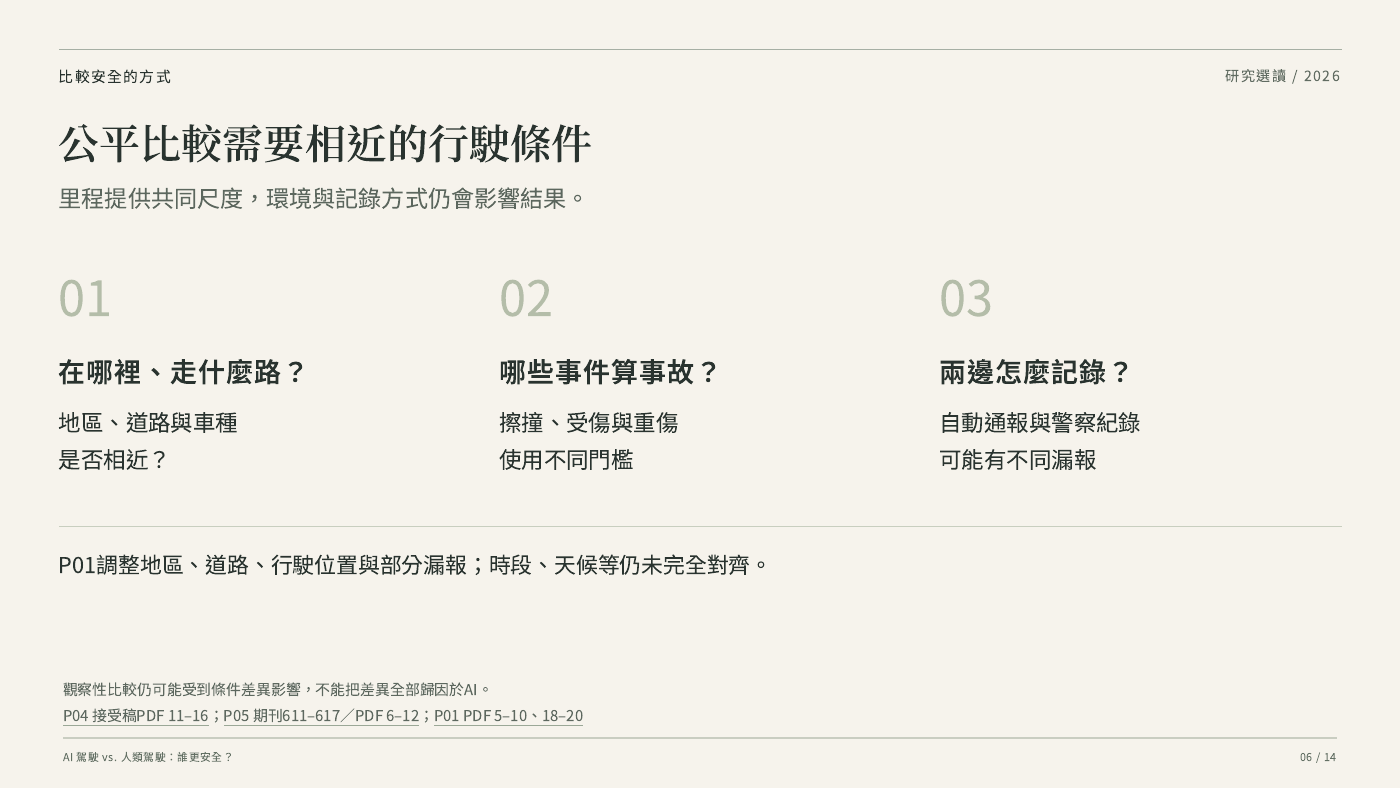 比較安全的方式
研究選讀 / 2026
公平比較需要相近的行駛條件
里程提供共同尺度，環境與記錄方式仍會影響結果。
01
在哪裡、走什麼路？
地區、道路與車種
是否相近？
02
哪些事件算事故？
擦撞、受傷與重傷
使用不同門檻
03
兩邊怎麼記錄？
自動通報與警察紀錄
可能有不同漏報
P01調整地區、道路、行駛位置與部分漏報；時段、天候等仍未完全對齊。
觀察性比較仍可能受到條件差異影響，不能把差異全部歸因於AI。
P04 接受稿PDF 11–16；P05 期刊611–617／PDF 6–12；P01 PDF 5–10、18–20
AI 駕駛 vs. 人類駕駛：誰更安全？
06 / 14